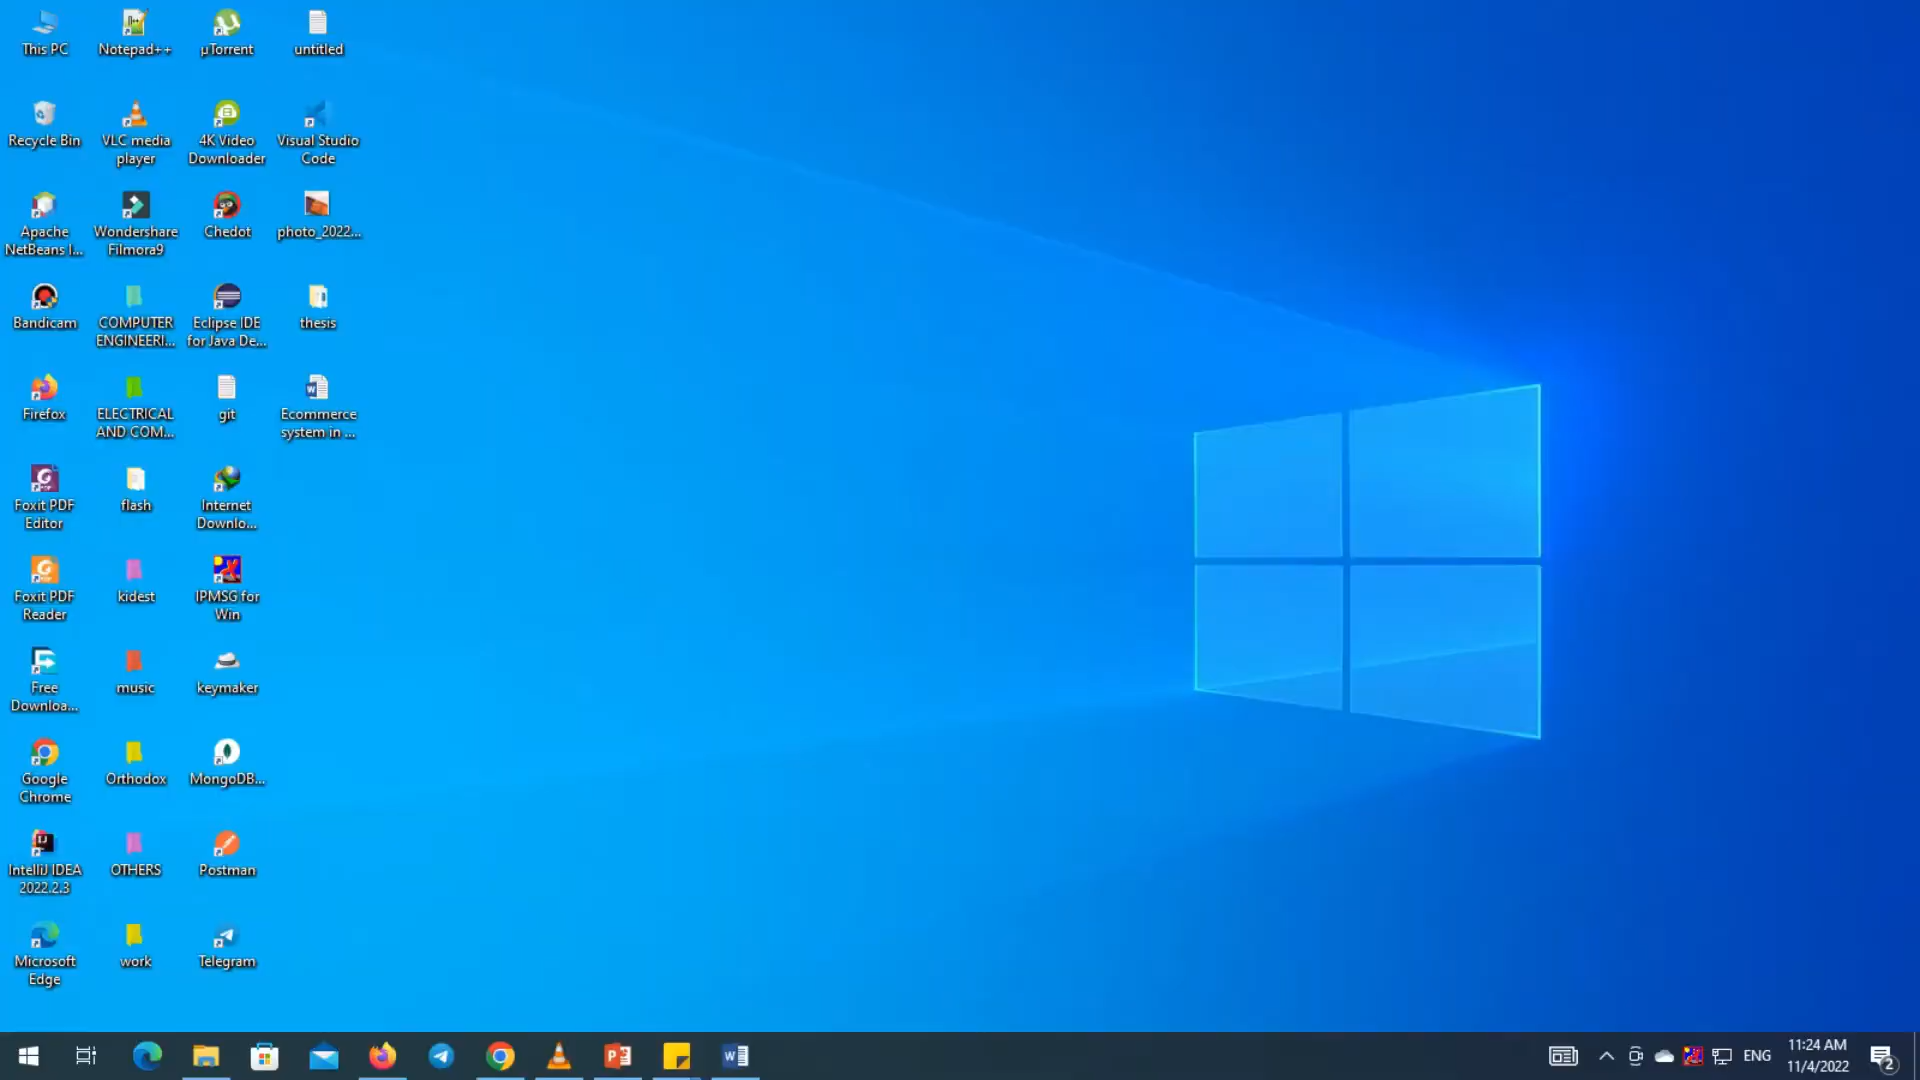 This PC
Notepad++
µTorrent
untitled
Recycle Bin
VLC media
player
4K Video
Downloader
Visual Studio
Code
Apache
NetBeans I...
Wondershare
Filmora9
Chedot
photo_2022...
Bandicam
COMPUTER
ENGINEERI...
Eclipse IDE
for Java De...
thesis
Firefox
ELECTRICAL
AND COM...
git
Ecommerce
system in ...
Foxit PDF
Editor
flash
Internet
Downlo...
Foxit PDF
Reader
kidest
IPMSG for
Win
Free
Downloa...
music
keymaker
Google
Chrome
Orthodox
MongoDB...
IntelliJ IDEA
2022.2.3
OTHERS
Postman
Microsoft
Edge
work
Telegram
ENG
11:24 AM
11/4/2022
2